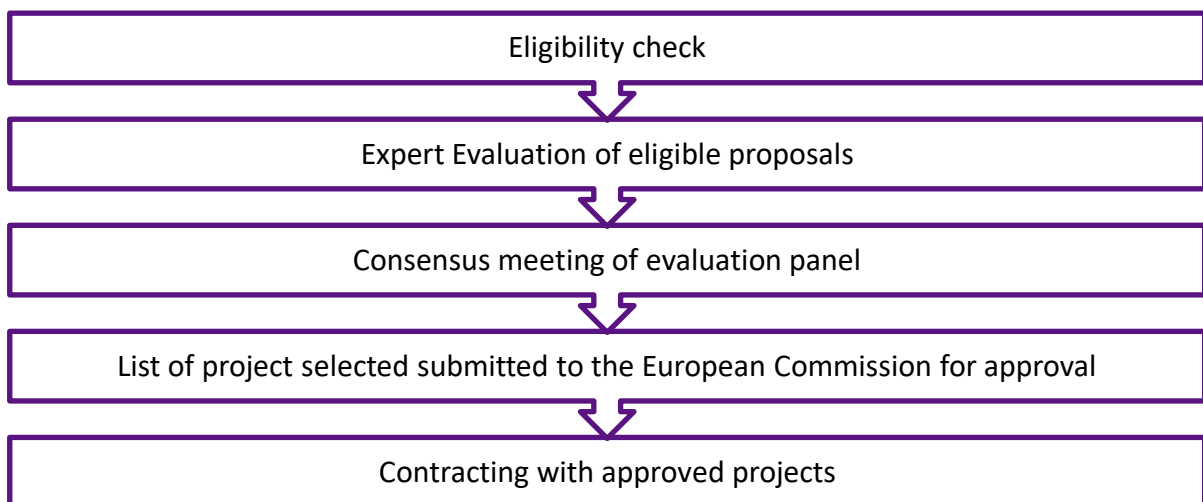 Eligibility check
Expert Evaluation of eligible proposals
Consensus meeting of evaluation panel
List of project selected submitted to the European Commission for approval
Contracting with approved projects